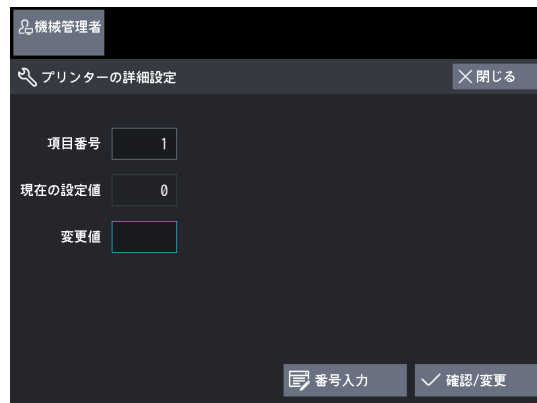 機械管理者
プリンターの詳細設定
閉じる
項目番号 1
現在の設定値 0
変更値
番号入力
確認/変更